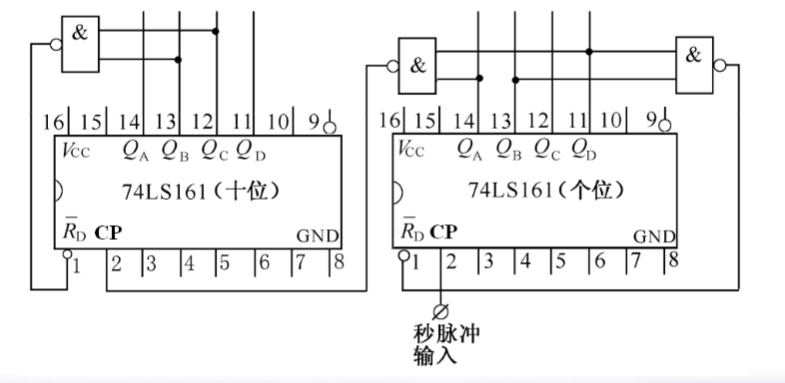 & & &
16 15 14 13 12 11 10 9 16 15 14 13 12 11 10 9
VCC QA QB QC QD VCC QA QB QC QD
74LS161(十位) 74LS161(个位)
R̅D CP GND R̅D CP GND
1 2 3 4 5 6 7 8 1 2 3 4 5 6 7 8
秒脉冲
输入